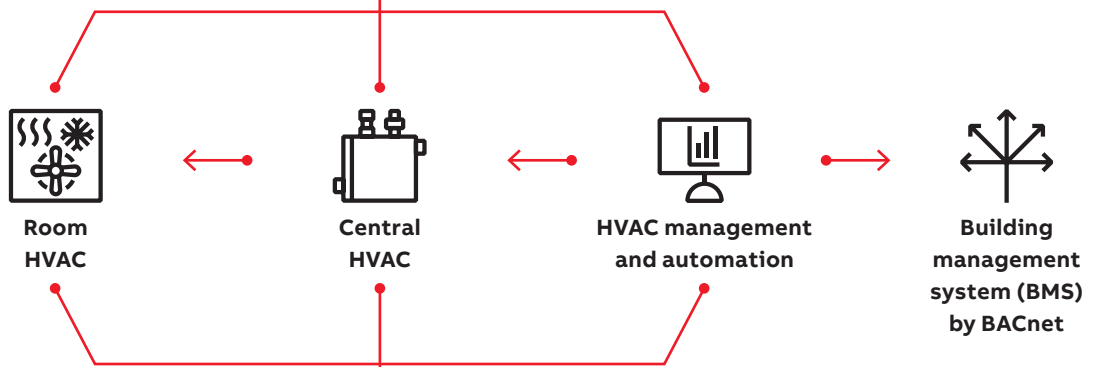 Room
HVAC
Central
HVAC
HVAC management
and automation
Building
management
system (BMS)
by BACnet